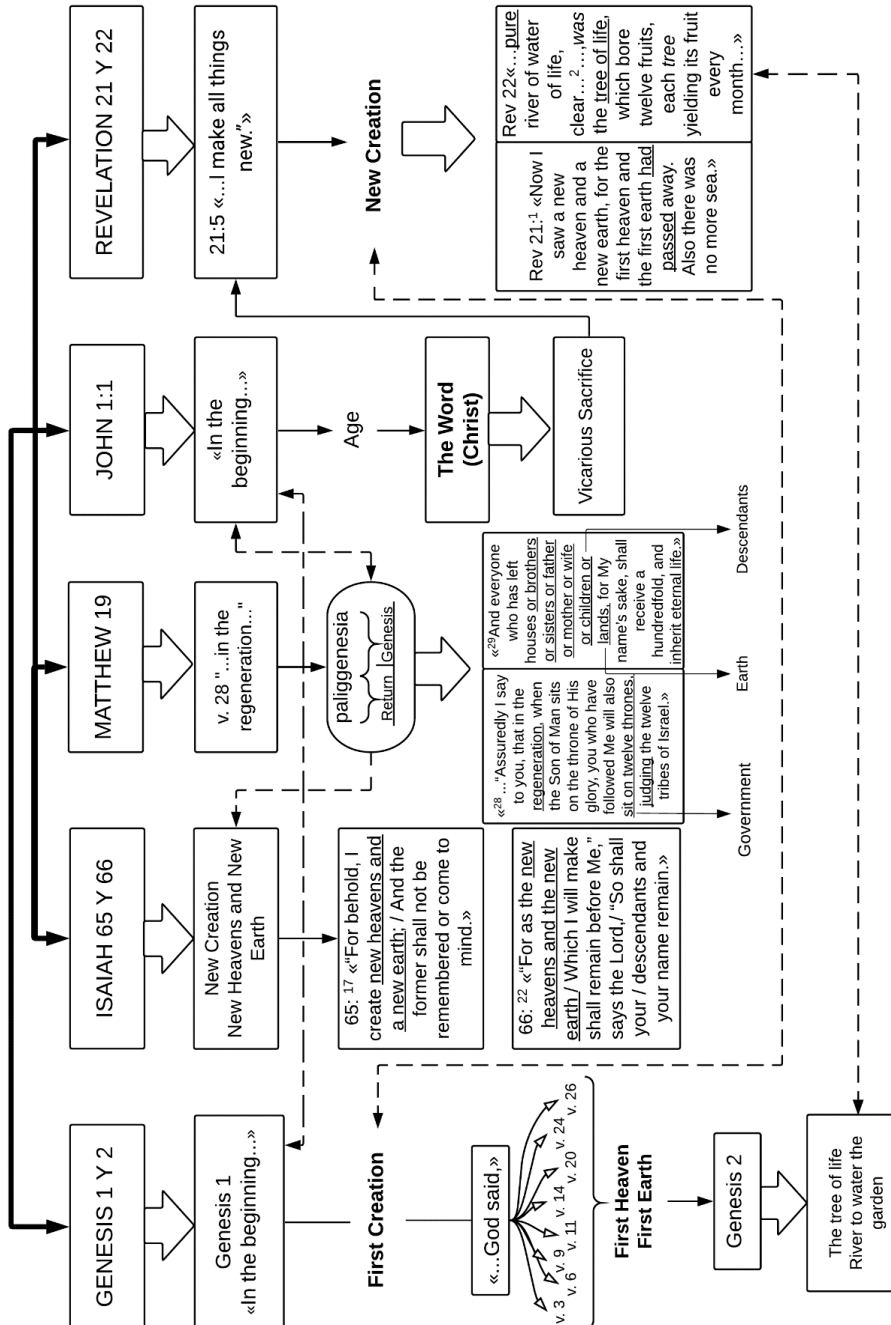 GENESIS 1 Y 2
Genesis 1
«In the beginning...»
First Creation
«...God said,»
v. 3
v. 6
v. 9
v. 11
v. 14
v. 20
v. 24
v. 26
First Heaven
First Earth
Genesis 2
The tree of life
River to water the
garden
ISAIAH 65 Y 66
New Creation
New Heavens and New
Earth
65: 17 «“For behold, I
create new heavens and
a new earth; / And the
former shall not be
remembered or come to
mind.»
66: 22 «“For as the new
heavens and the new
earth / Which I will make
shall remain before Me,”
says the Lord,/ “So shall
your / descendants and
your name remain.»
MATTHEW 19
v. 28 "...in the
regeneration..."
paliggenesia
Return
Genesis
«28 ...“Assuredly I say
to you, that in the
regeneration, when
the Son of Man sits
on the throne of His
glory, you who have
followed Me will also
sit on twelve thrones,
judging the twelve
tribes of Israel.»
«29And everyone
who has left
houses or brothers
or sisters or father
or mother or wife
or children or
lands, for My
name's sake, shall
receive a
hundredfold, and
inherit eternal life.»
Government
Earth
Descendants
JOHN 1:1
«In the
beginning...»
Age
The Word
(Christ)
Vicarious Sacrifice
REVELATION 21 Y 22
21:5 «...I make all things
new.”»
New Creation
Rev 21:1 «Now I
saw a new
heaven and a
new earth, for the
first heaven and
the first earth had
passed away.
Also there was
no more sea.»
Rev 22«...pure
river of water
of life,
clear...2...,was
the tree of life,
which bore
twelve fruits,
each tree
yielding its fruit
every
month...»